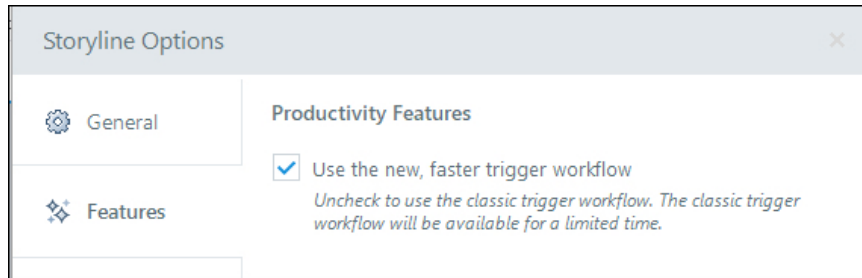 Storyline Options
General
Productivity Features
Use the new, faster trigger workflow
Uncheck to use the classic trigger workflow. The classic trigger
workflow will be available for a limited time.
Features